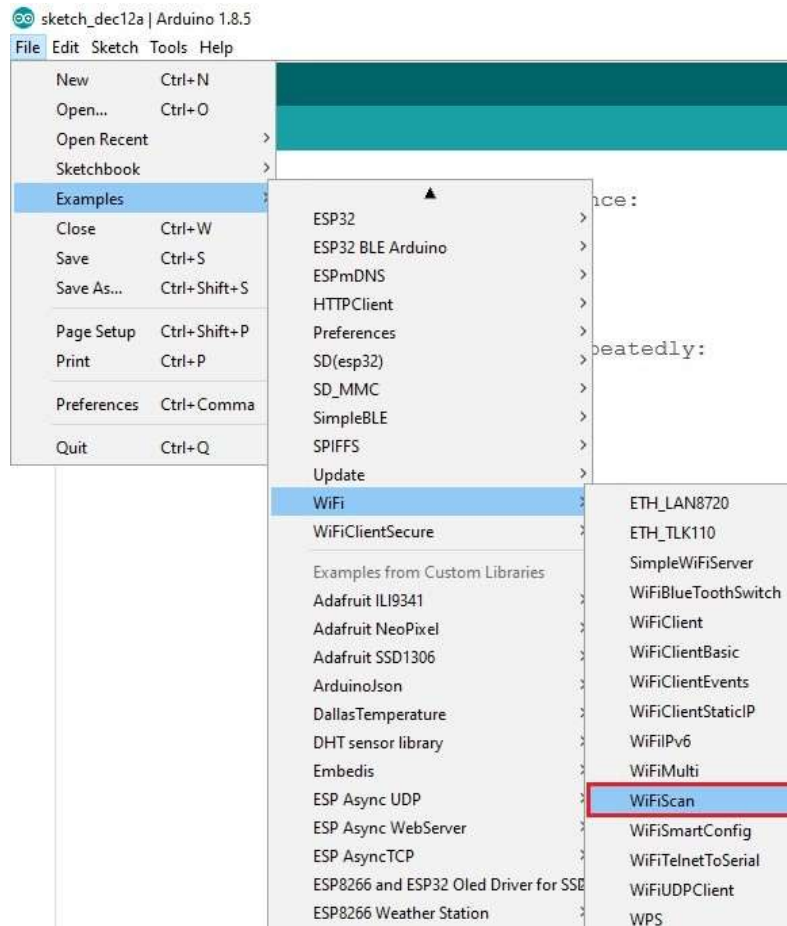 sketch_dec12a | Arduino 1.8.5
File Edit Sketch Tools Help
New Ctrl+N
Open... Ctrl+O
Open Recent
Sketchbook
Examples
Close Ctrl+W
Save Ctrl+S
Save As... Ctrl+Shift+S
Page Setup Ctrl+Shift+P
Print Ctrl+P
Preferences Ctrl+Comma
Quit Ctrl+Q
nce:
peatedly:
ESP32
ESP32 BLE Arduino
ESPmDNS
HTTPClient
Preferences
SD(esp32)
SD_MMC
SimpleBLE
SPIFFS
Update
WiFi
WiFiClientSecure
Examples from Custom Libraries
Adafruit ILI9341
Adafruit NeoPixel
Adafruit SSD1306
ArduinoJson
DallasTemperature
DHT sensor library
Embedis
ESP Async UDP
ESP Async WebServer
ESP AsyncTCP
ESP8266 and ESP32 Oled Driver for SSD
ESP8266 Weather Station
ETH_LAN8720
ETH_TLK110
SimpleWiFiServer
WiFiBlueToothSwitch
WiFiClient
WiFiClientBasic
WiFiClientEvents
WiFiClientStaticIP
WiFiIPv6
WiFiMulti
WiFiScan
WiFiSmartConfig
WiFiTelnetToSerial
WiFiUDPClient
WPS